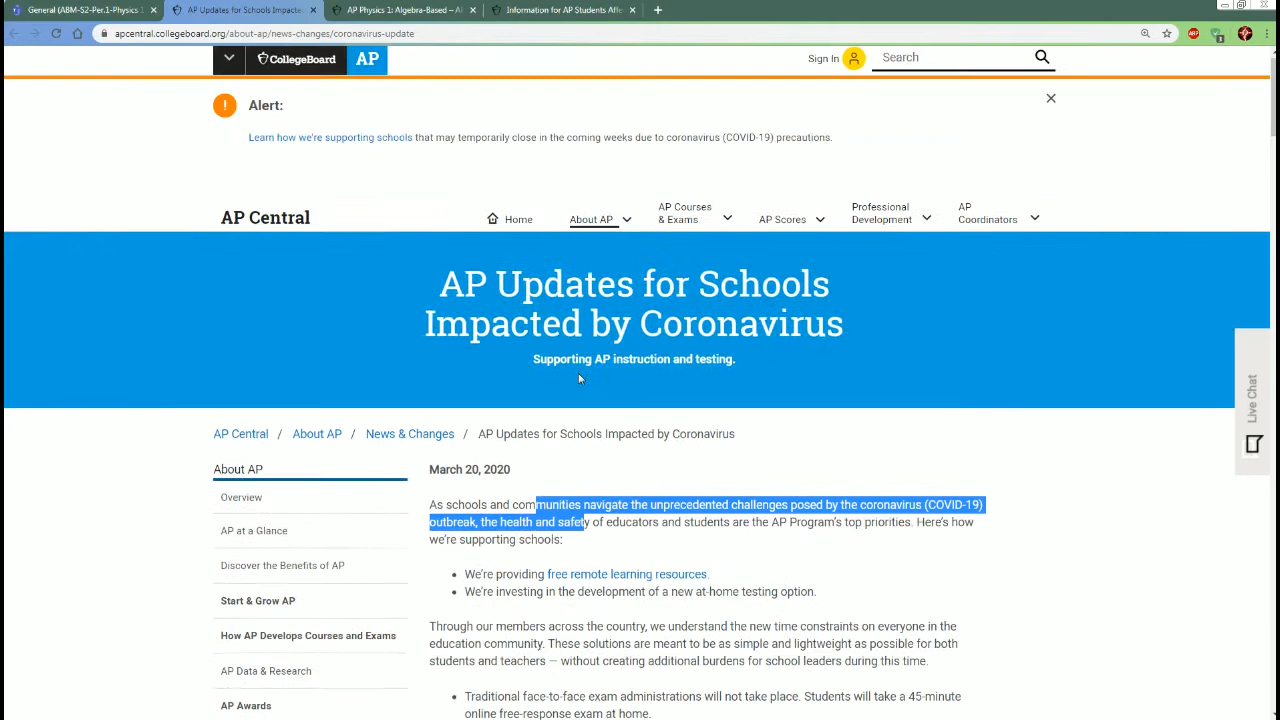 General (ABM-S2-Per.1-Physics 1
AP Updates for Schools Impacte
AP Physics 1: Algebra-Based – A
Information for AP Students Affe
apcentral.collegeboard.org/about-ap/news-changes/coronavirus-update
CollegeBoard AP
Sign In
Search
Alert:
Learn how we're supporting schools that may temporarily close in the coming weeks due to coronavirus (COVID-19) precautions.
AP Central
Home
About AP
AP Courses
& Exams
AP Scores
Professional
Development
AP
Coordinators
AP Updates for Schools
Impacted by Coronavirus
Supporting AP instruction and testing.
Live Chat
AP Central / About AP / News & Changes / AP Updates for Schools Impacted by Coronavirus
About AP
Overview
AP at a Glance
Discover the Benefits of AP
Start & Grow AP
How AP Develops Courses and Exams
AP Data & Research
AP Awards
March 20, 2020
As schools and communities navigate the unprecedented challenges posed by the coronavirus (COVID-19)
outbreak, the health and safety of educators and students are the AP Program's top priorities. Here's how
we're supporting schools:
• We're providing free remote learning resources.
• We're investing in the development of a new at-home testing option.
Through our members across the country, we understand the new time constraints on everyone in the
education community. These solutions are meant to be as simple and lightweight as possible for both
students and teachers — without creating additional burdens for school leaders during this time.
• Traditional face-to-face exam administrations will not take place. Students will take a 45-minute
online free-response exam at home.